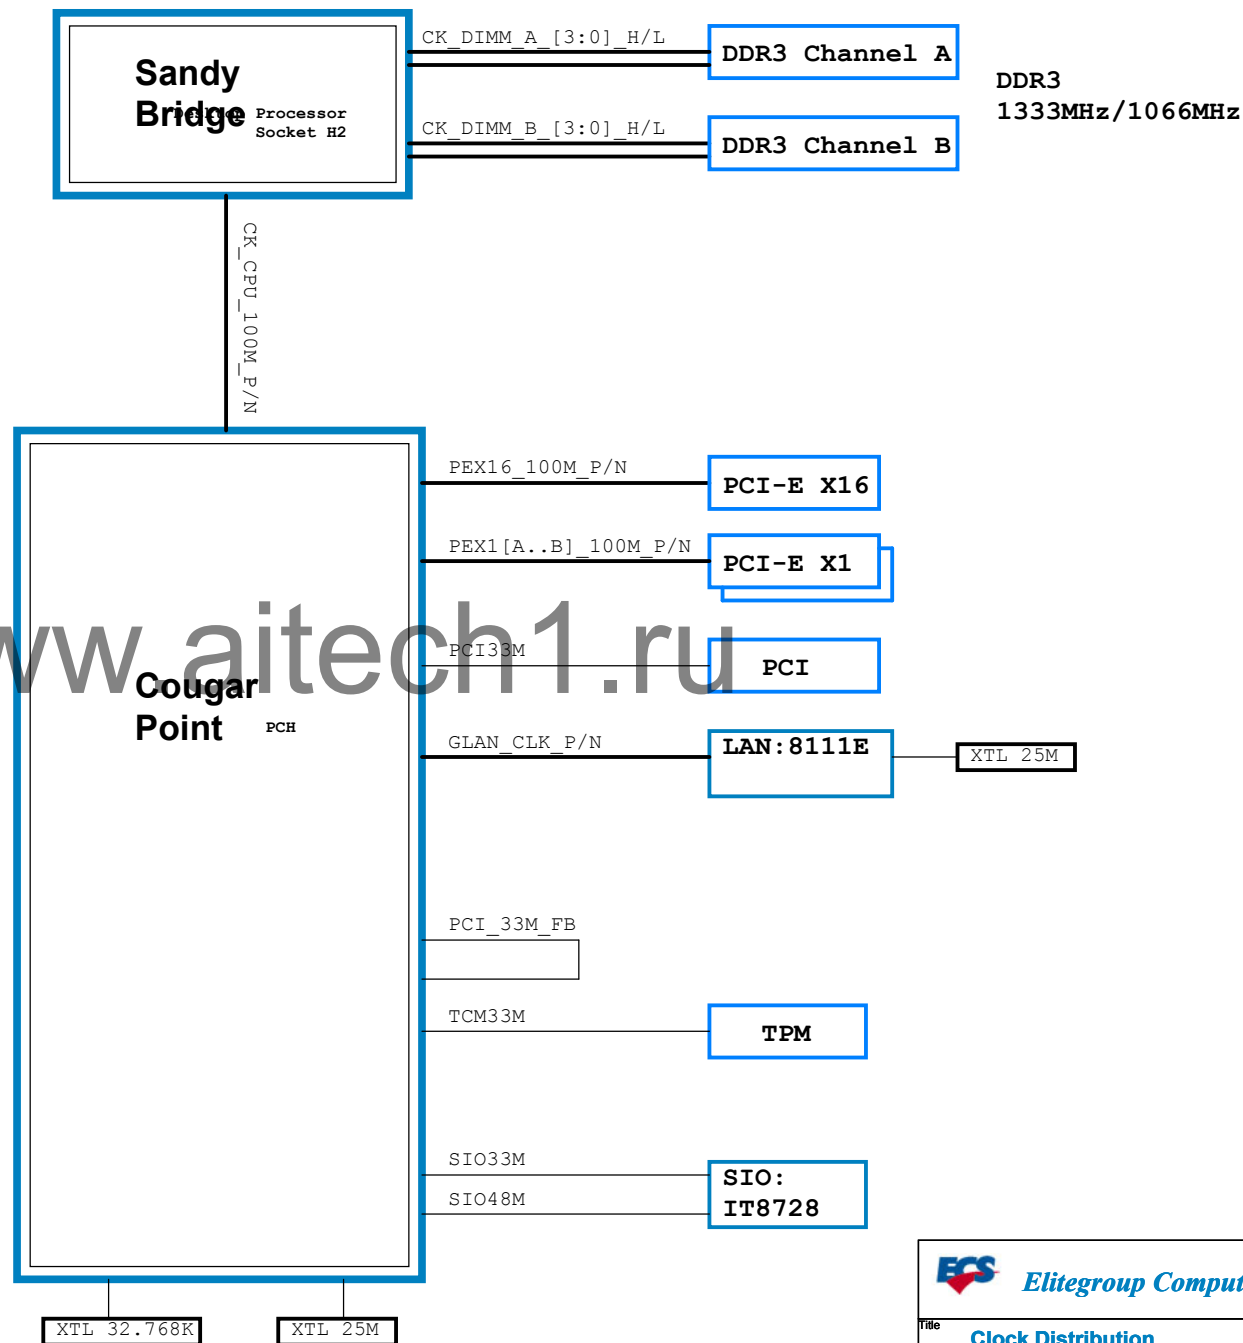 CK_DIMM_A_[3:0]_H/L
DDR3 Channel A
Sandy
Bridge
Desktop Processor
Socket H2
DDR3
1333MHz/1066MHz
CK_DIMM_B_[3:0]_H/L
DDR3 Channel B
CK_CPU_100M_P/N
PEX16_100M_P/N
PCI-E X16
PEX1[A..B]_100M_P/N
PCI-E X1
www.aitech1.ru
PCI33M
PCI
Cougar
Point
PCH
GLAN_CLK_P/N
LAN:8111E
XTL 25M
PCI_33M_FB
TCM33M
TPM
SIO33M
SIO48M
SIO:
IT8728
XTL 32.768K
XTL 25M
ECS
Elitegroup Comput
Title
Clock Distribution